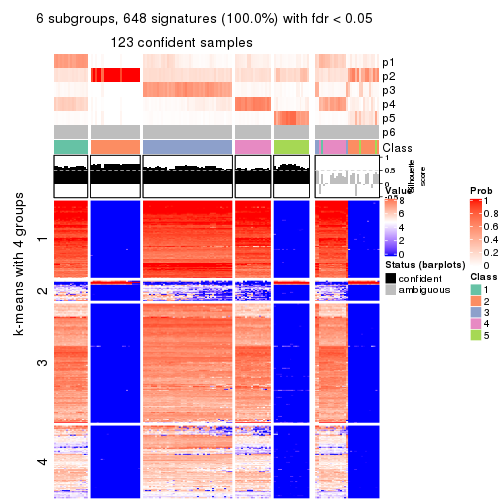 6 subgroups, 648 signatures (100.0%) with fdr < 0.05
123 confident samples
p1
p2
p3
p4
p5
p6
Class
1
0.5
0
-0.5
Silhouette
score
k-means with 4 groups
1
2
3
4
Value
8
6
4
2
0
Status (barplots)
confident
ambiguous
Prob
1
0.8
0.6
0.4
0.2
0
Class
1
2
3
4
5